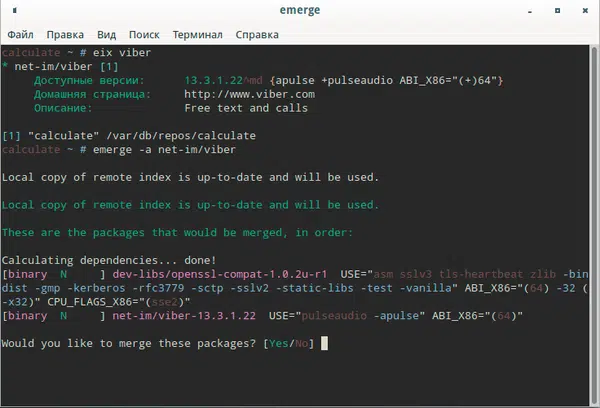 emerge
Файл Правка Вид Поиск Терминал Справка
calculate ~ # eix viber
* net-im/viber [1]
Доступные версии: 13.3.1.22^md {apulse +pulseaudio ABI_X86="(+)64"}
Домашняя страница: http://www.viber.com
Описание: Free text and calls
[1] "calculate" /var/db/repos/calculate
calculate ~ # emerge -a net-im/viber
Local copy of remote index is up-to-date and will be used.
Local copy of remote index is up-to-date and will be used.
These are the packages that would be merged, in order:
Calculating dependencies... done!
[binary N ] dev-libs/openssl-compat-1.0.2u-r1 USE="asm sslv3 tls-heartbeat zlib -bin
dist -gmp -kerberos -rfc3779 -sctp -sslv2 -static-libs -test -vanilla" ABI_X86="(64) -32 (
-x32)" CPU_FLAGS_X86="(sse2)"
[binary N ] net-im/viber-13.3.1.22 USE="pulseaudio -apulse" ABI_X86="(64)"
Would you like to merge these packages? [Yes/No]